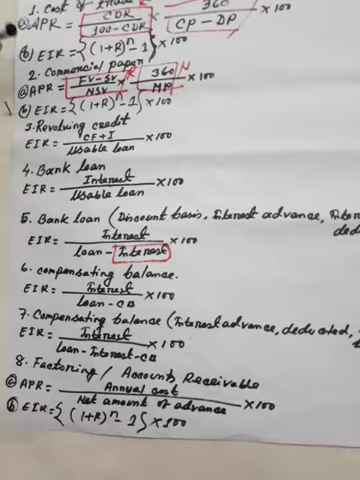 1. Cost of trade
ⓐ APR = CDR/100-CDR × 360/CP-DP ×100
(b) EIR = {(1+R)ⁿ-1}×100
2. Commercial paper
ⓐ APR = FV-SV/NSV × 360/MP ×100
(b) EIR = {(1+R)ⁿ-1}×100
3. Revolving credit
EIR = CF+I/Usable loan ×100
4. Bank loan
EIR = Interest/Usable loan ×100
5. Bank loan (Discount basis, Interest advance,
EIR = Interest/loan-Interest ×100
6. compensating balance.
EIR = Interest/loan-CB ×100
7. Compensating balance (Interest advance, deducted,
EIR = Interest/Loan-Interest-CB ×100
8. Factoring / Accounts Receivable
ⓐ APR = Annual cost/Net amount of advance ×100
ⓑ EIR = {(1+R)ⁿ-1}×100